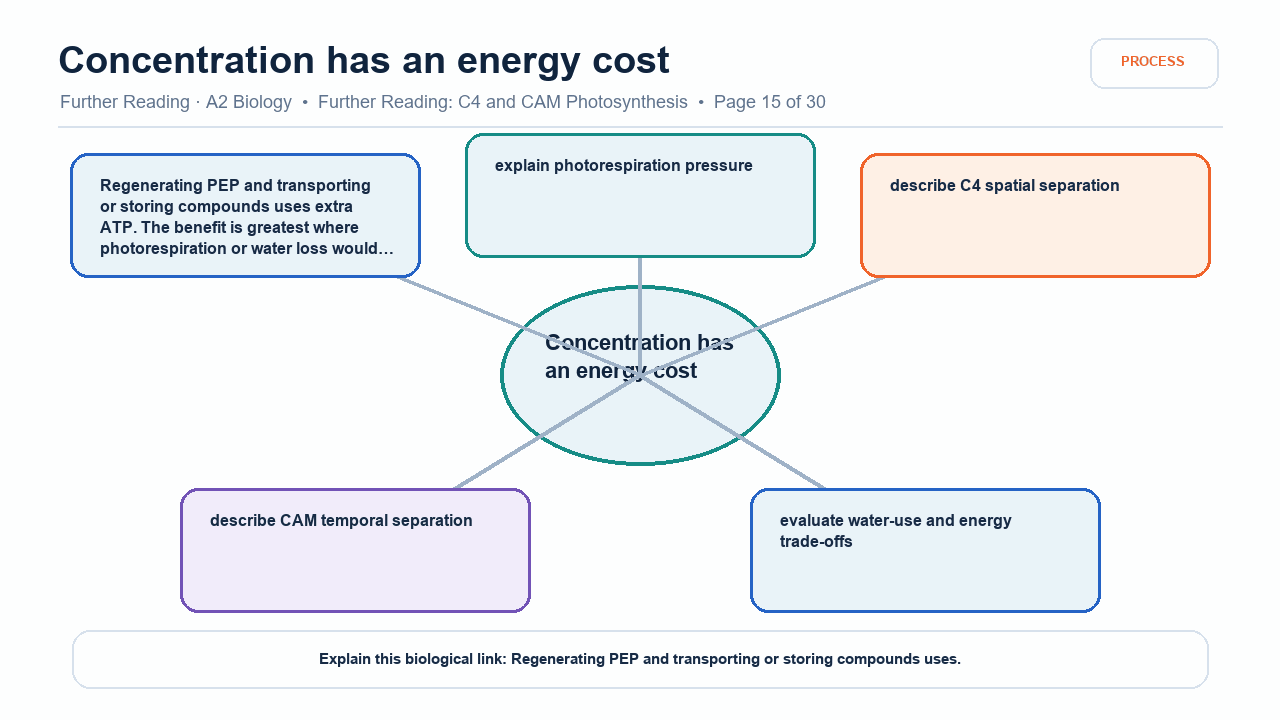 Concentration has an energy cost
PROCESS
Further Reading · A2 Biology • Further Reading: C4 and CAM Photosynthesis • Page 15 of 30
Regenerating PEP and transporting
or storing compounds uses extra
ATP. The benefit is greatest where
photorespiration or water loss would…
explain photorespiration pressure
describe C4 spatial separation
Concentration has
an energy cost
describe CAM temporal separation
evaluate water-use and energy
trade-offs
Explain this biological link: Regenerating PEP and transporting or storing compounds uses.